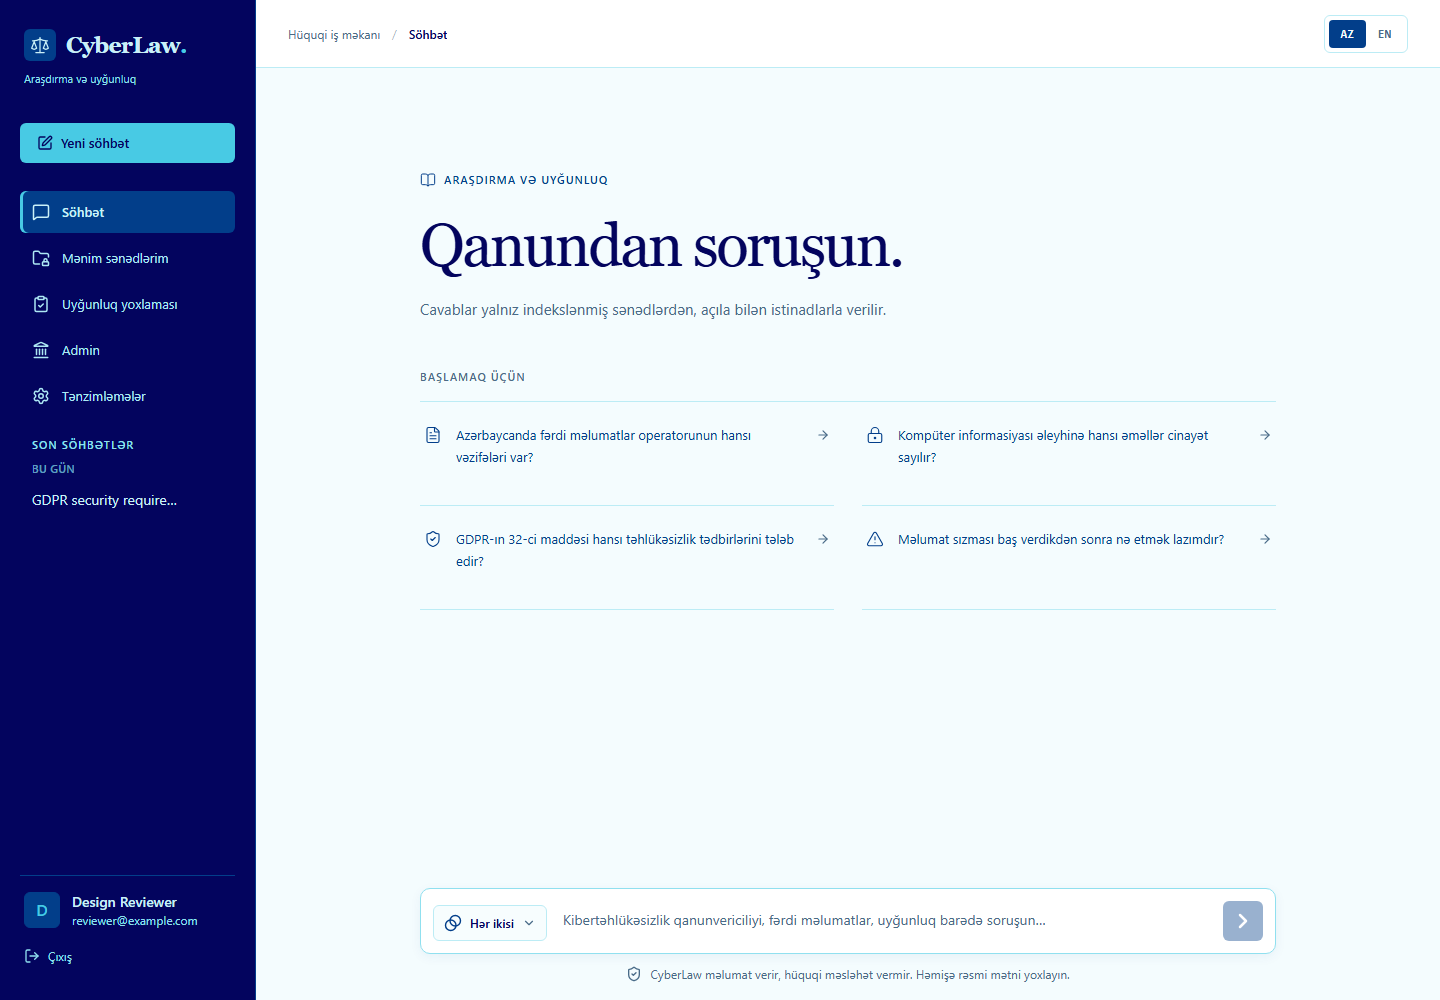 CyberLaw.
Araşdırma və uyğunluq
Yeni söhbət
Söhbət
Mənim sənədlərim
Uyğunluq yoxlaması
Admin
Tənzimləmələr
SON SÖHBƏTLƏR
BU GÜN
GDPR security require...
D
Design Reviewer
reviewer@example.com
Çıxış
Hüquqi iş məkanı / Söhbət
AZ EN
ARAŞDIRMA VƏ UYĞUNLUQ
Qanundan soruşun.
Cavablar yalnız indekslənmiş sənədlərdən, açıla bilən istinadlarla verilir.
BAŞLAMAQ ÜÇÜN
Azərbaycanda fərdi məlumatlar operatorunun hansı
vəzifələri var?
Kompüter informasiyası əleyhinə hansı əməllər cinayət
sayılır?
GDPR-ın 32-ci maddəsi hansı təhlükəsizlik tədbirlərini tələb
edir?
Məlumat sızması baş verdikdən sonra nə etmək lazımdır?
Hər ikisi
Kibertəhlükəsizlik qanunvericiliyi, fərdi məlumatlar, uyğunluq barədə soruşun...
CyberLaw məlumat verir, hüquqi məsləhət vermir. Həmişə rəsmi mətni yoxlayın.